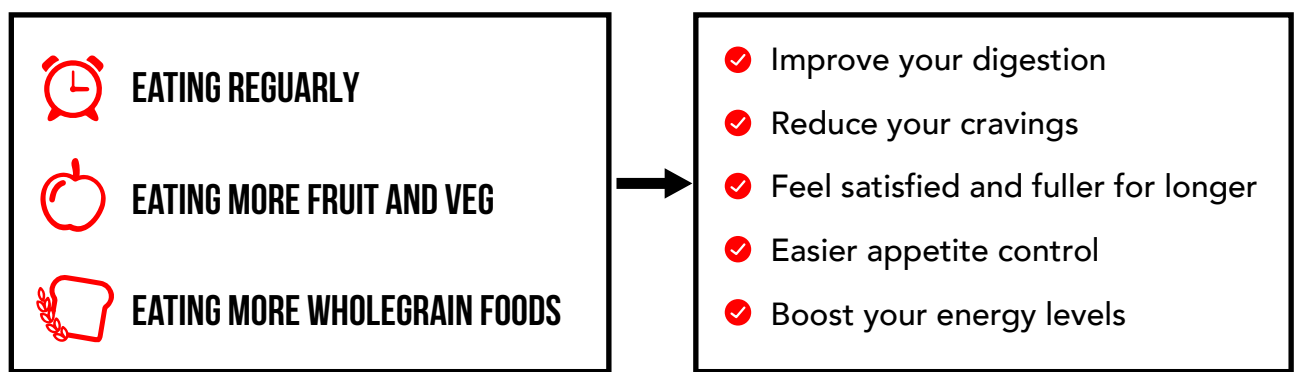 EATING REGUARLY
EATING MORE FRUIT AND VEG
EATING MORE WHOLEGRAIN FOODS
Improve your digestion
Reduce your cravings
Feel satisfied and fuller for longer
Easier appetite control
Boost your energy levels